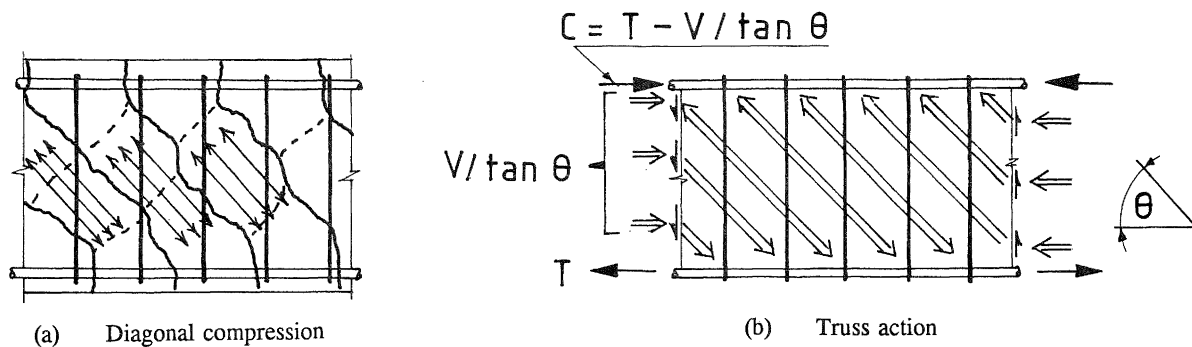 C = T - V / tan θ
V/tan θ
T
θ
(a) Diagonal compression
(b) Truss action